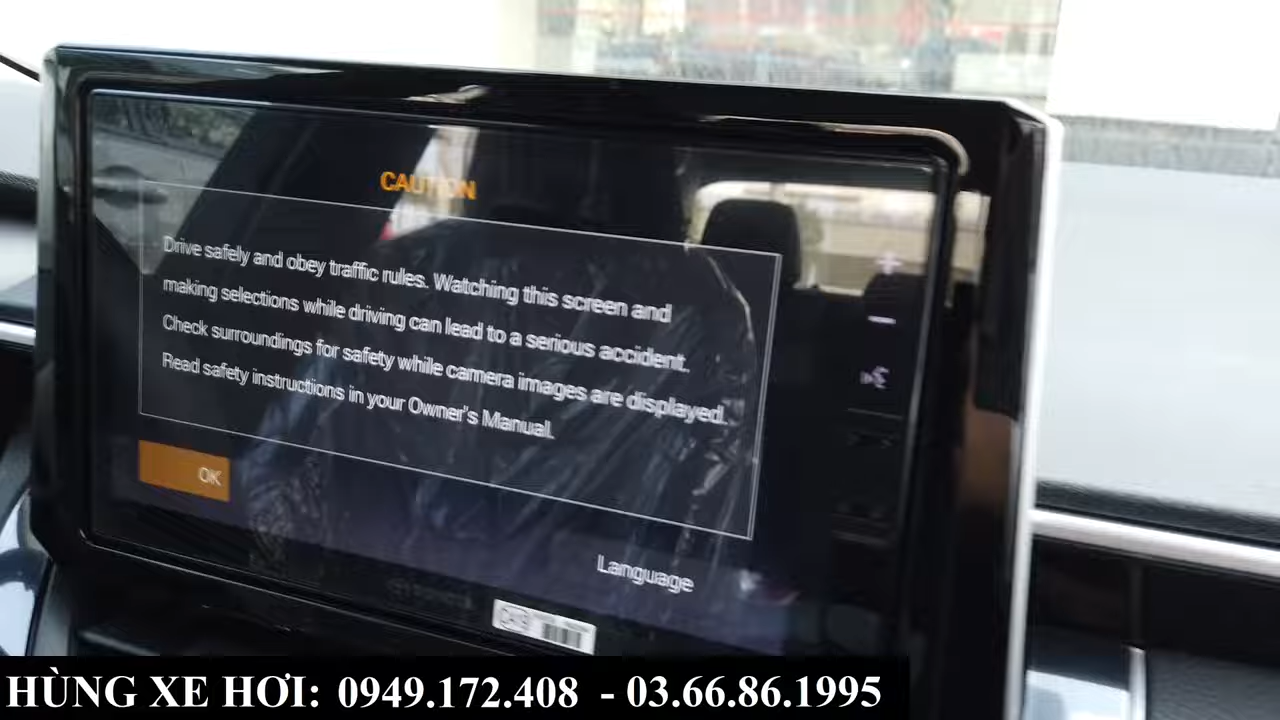 CAUTION
Drive safely and obey traffic rules. Watching this screen and
making selections while driving can lead to a serious accident.
Check surroundings for safety while camera images are displayed.
Read safety instructions in your Owner's Manual.
OK
Language
HÙNG XE HƠI: 0949.172.408 - 03.66.86.1995